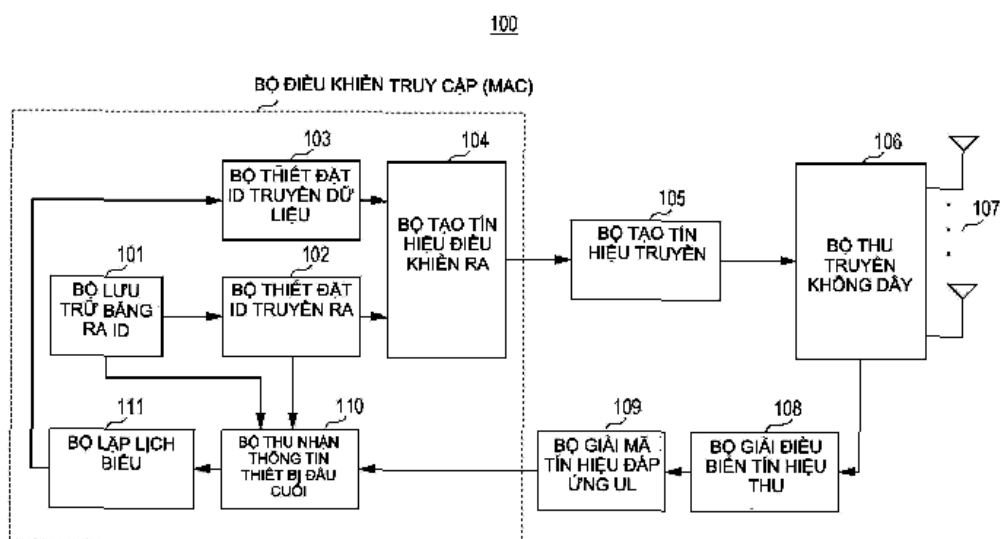 100
BỘ ĐIỀU KHIỂN TRUY CẬP (MAC)
103
BỘ THIẾT ĐẶT
ID TRUYỀN DỮ
LIỆU
104
BỘ TẠO TÍN
HIỆU ĐIỀU
KHIỂN RA
105
BỘ TẠO TÍN
HIỆU TRUYỀN
106
BỘ THU
TRUYỀN
KHÔNG DÂY
107
101
BỘ LƯU
TRỮ BẢNG
RA ID
102
BỘ THIẾT ĐẶT
ID TRUYỀN RA
111
BỘ LẬP LỊCH
BIỂU
110
BỘ THU NHẬN
THÔNG TIN
THIẾT BỊ ĐẦU
CUỐI
109
BỘ GIẢI MÃ
TÍN HIỆU ĐÁP
ỨNG UL
108
BỘ GIẢI ĐIỀU
BIẾN TÍN HIỆU
THU